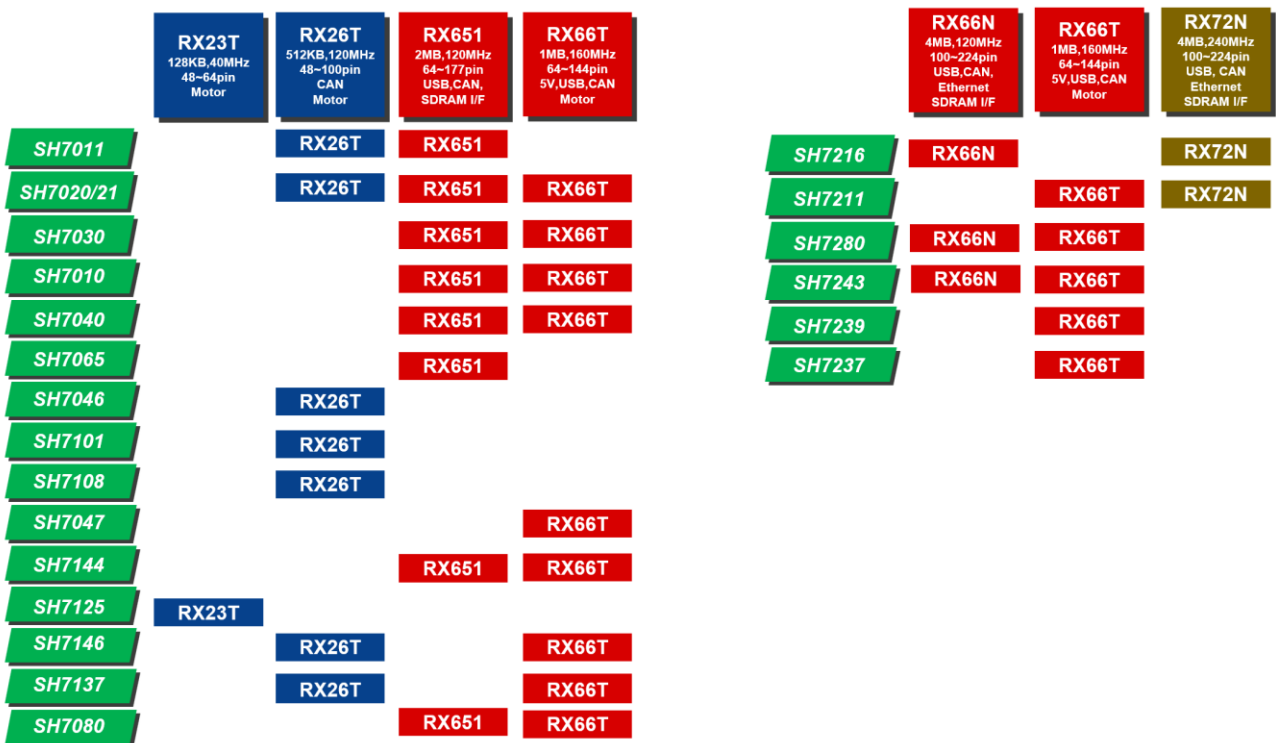 RX23T
128KB,40MHz
48~64pin
Motor
RX26T
512KB,120MHz
48~100pin
CAN
Motor
RX651
2MB,120MHz
64~177pin
USB,CAN,
SDRAM I/F
RX66T
1MB,160MHz
64~144pin
5V,USB,CAN
Motor
SH7011 RX26T RX651
SH7020/21 RX26T RX651 RX66T
SH7030 RX651 RX66T
SH7010 RX651 RX66T
SH7040 RX651 RX66T
SH7065 RX651
SH7046 RX26T
SH7101 RX26T
SH7108 RX26T
SH7047 RX66T
SH7144 RX651 RX66T
SH7125 RX23T
SH7146 RX26T RX66T
SH7137 RX26T RX66T
SH7080 RX651 RX66T
RX66N
4MB,120MHz
100~224pin
USB,CAN,
Ethernet
SDRAM I/F
RX66T
1MB,160MHz
64~144pin
5V,USB,CAN
Motor
RX72N
4MB,240MHz
100~224pin
USB, CAN
Ethernet
SDRAM I/F
SH7216 RX66N RX72N
SH7211 RX66T RX72N
SH7280 RX66N RX66T
SH7243 RX66N RX66T
SH7239 RX66T
SH7237 RX66T